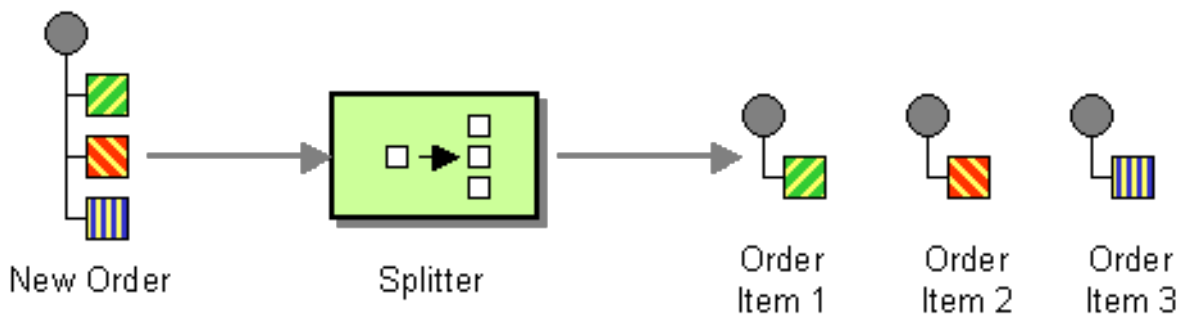 New Order
Splitter
Order
Item 1
Order
Item 2
Order
Item 3